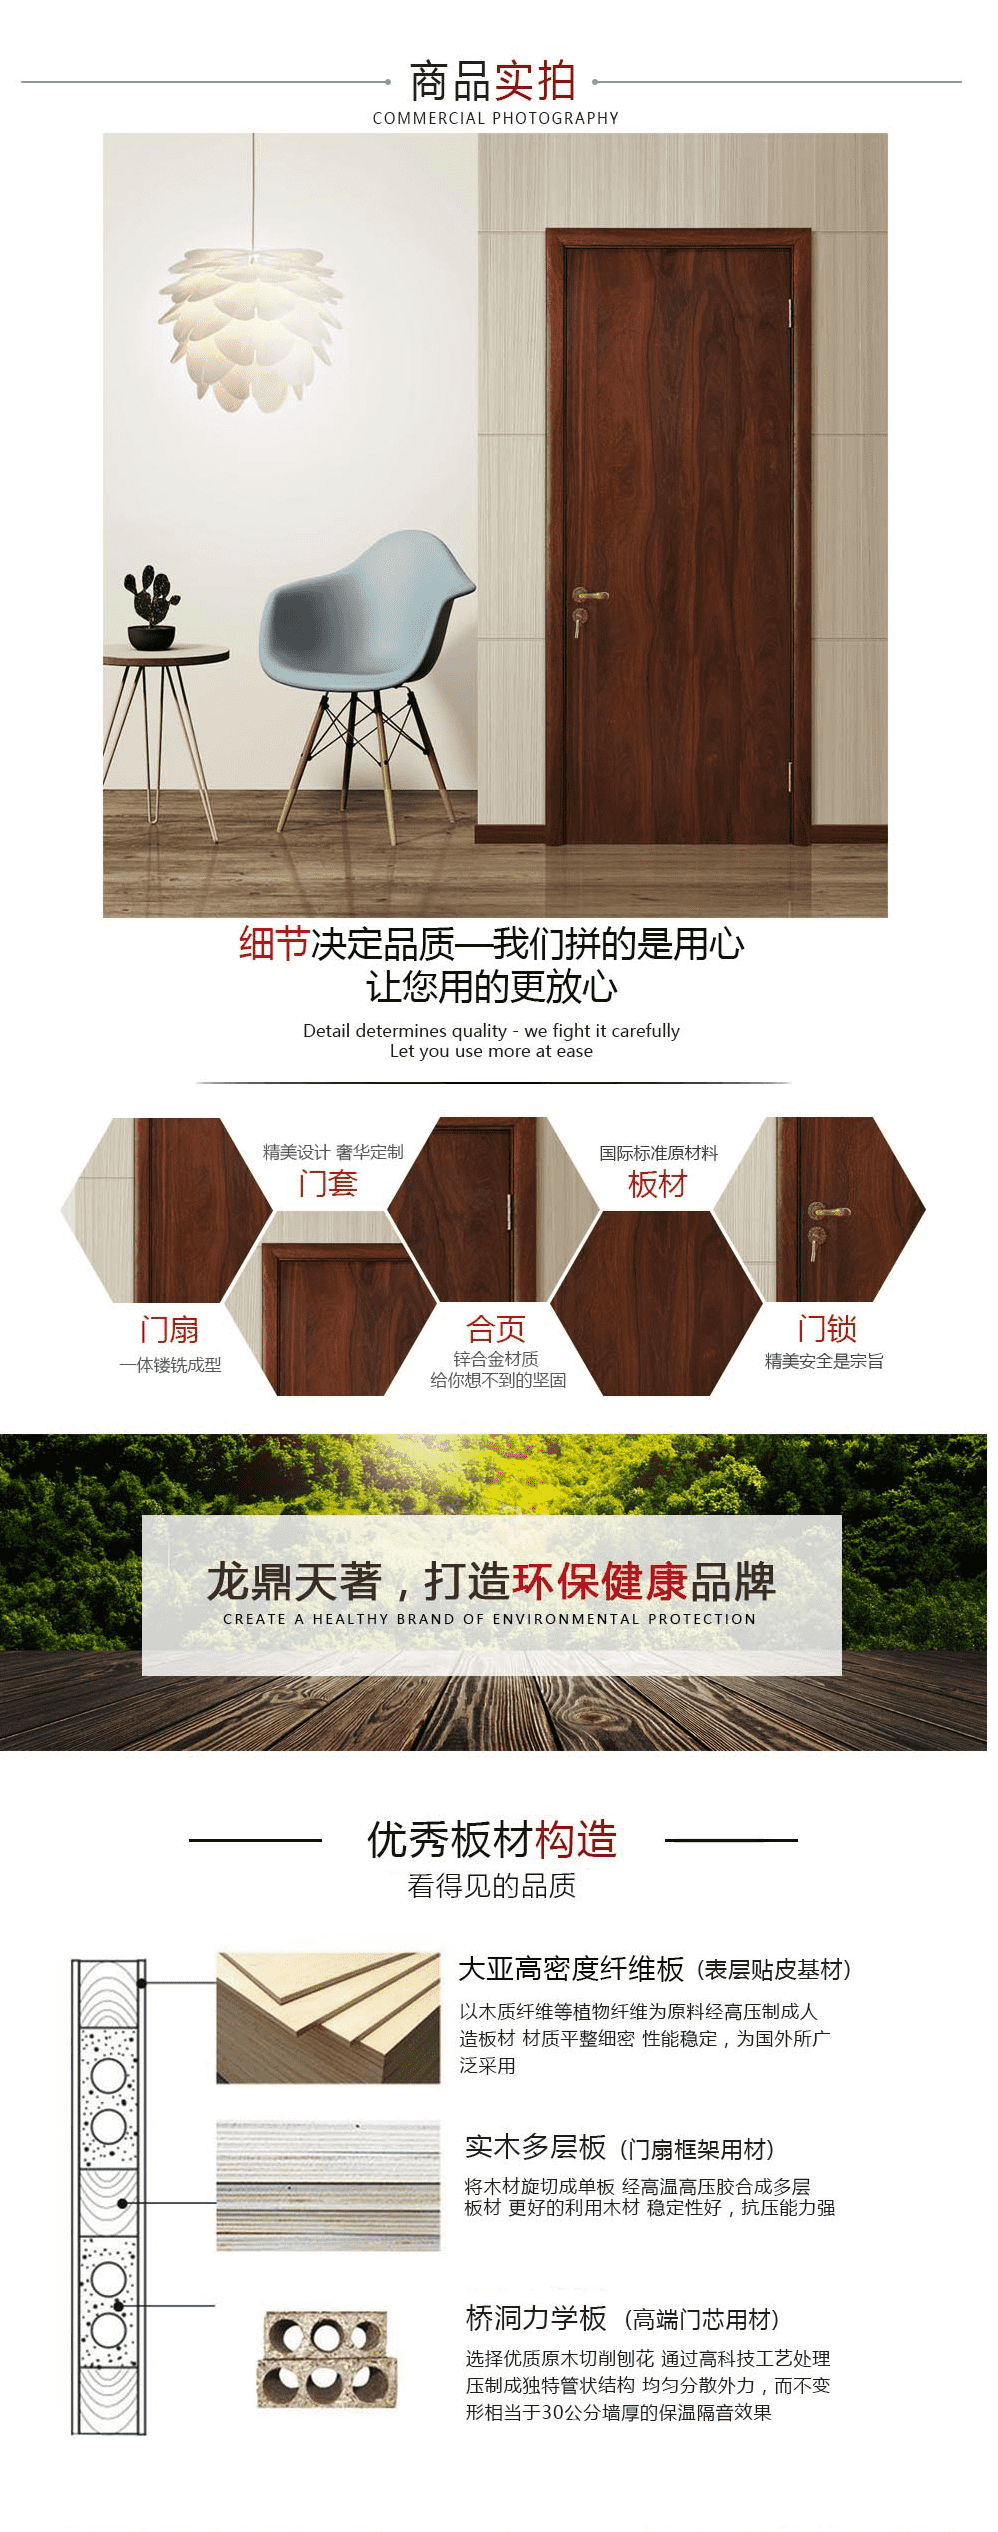 商品实拍
COMMERCIAL PHOTOGRAPHY
细节决定品质—我们拼的是用心
让您用的更放心
Detail determines quality - we fight it carefully
Let you use more at ease
精美设计 奢华定制
门套
国际标准原材料
板材
门扇
一体镂铣成型
合页
锌合金材质
给你想不到的坚固
门锁
精美安全是宗旨
龙鼎天著，打造环保健康品牌
CREATE A HEALTHY BRAND OF ENVIRONMENTAL PROTECTION
优秀板材构造
看得见的品质
大亚高密度纤维板（表层贴皮基材）
以木质纤维等植物纤维为原料经高压制成人
造板材 材质平整细密 性能稳定，为国外所广
泛采用
实木多层板（门扇框架用材）
将木材旋切成单板 经高温高压胶合成多层
板材 更好的利用木材 稳定性好，抗压能力强
桥洞力学板（高端门芯用材）
选择优质原木切削刨花 通过高科技工艺处理
压制成独特管状结构 均匀分散外力，而不变
形相当于30公分墙厚的保温隔音效果